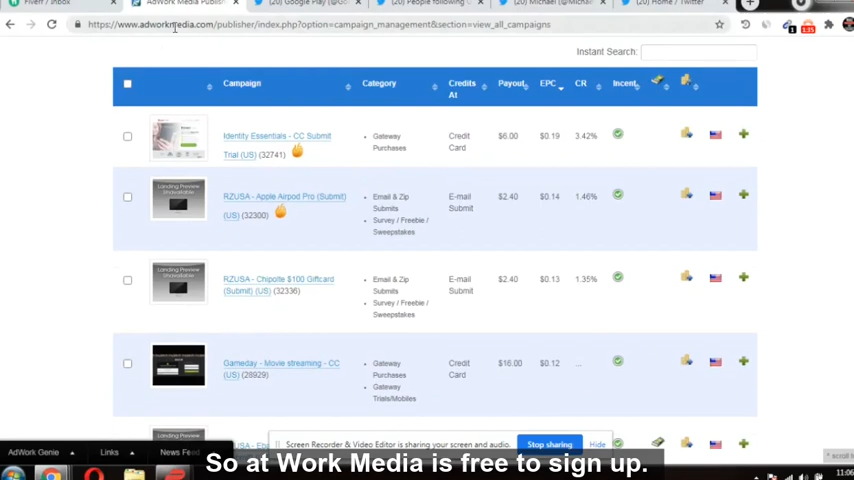 Fiverr / Inbox
AdWork Media Publish
(20) Google Play (@Go
(20) People following
(20) Michael (@Michae
(20) Home / Twitter
https://www.adworkmedia.com/publisher/index.php?option=campaign_management&section=view_all_campaigns
Instant Search:
Campaign Category Credits At Payout EPC CR Incent
Identity Essentials - CC Submit
Trial (US) (32741)
Gateway
Purchases
Credit
Card
$6.00 $0.19 3.42%
Landing Preview
Unavailable
RZUSA - Apple Airpod Pro (Submit)
(US) (32300)
Email & Zip
Submits
Survey / Freebie /
Sweepstakes
E-mail
Submit
$2.40 $0.14 1.46%
Landing Preview
Unavailable
RZUSA - Chipolte $100 Giftcard
(Submit) (US) (32336)
Email & Zip
Submits
Survey / Freebie /
Sweepstakes
E-mail
Submit
$2.40 $0.13 1.35%
Gameday - Movie streaming - CC
(US) (28929)
Gateway
Purchases
Gateway
Trials/Mobiles
Credit
Card
$16.00 $0.12 ...
Landing Preview
Screen Recorder & Video Editor is sharing your screen and audio.
Stop sharing
Hide
AdWork Genie Links News Feed
scroll
So at Work Media is free to sign up.
11:06